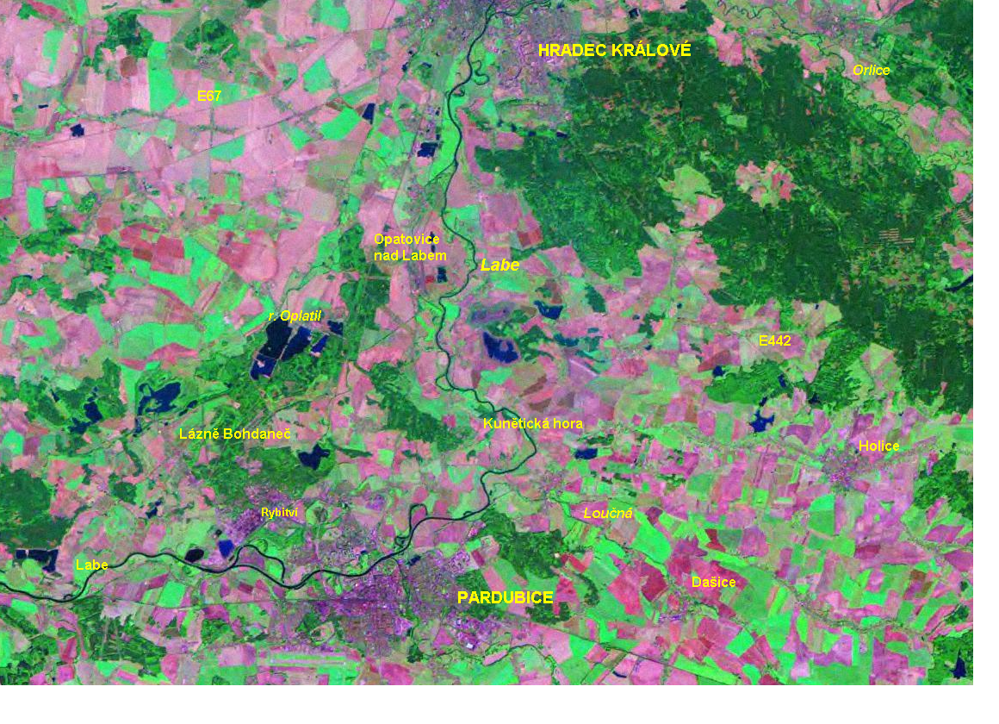 HRADEC KRÁLOVÉ
Orlice
E67
Opatovice
nad Labem
Labe
r. Oplatil
E442
Kunětická hora
Lázně Bohdaneč
Holice
Rybitví
Loučná
Labe
Dašice
PARDUBICE